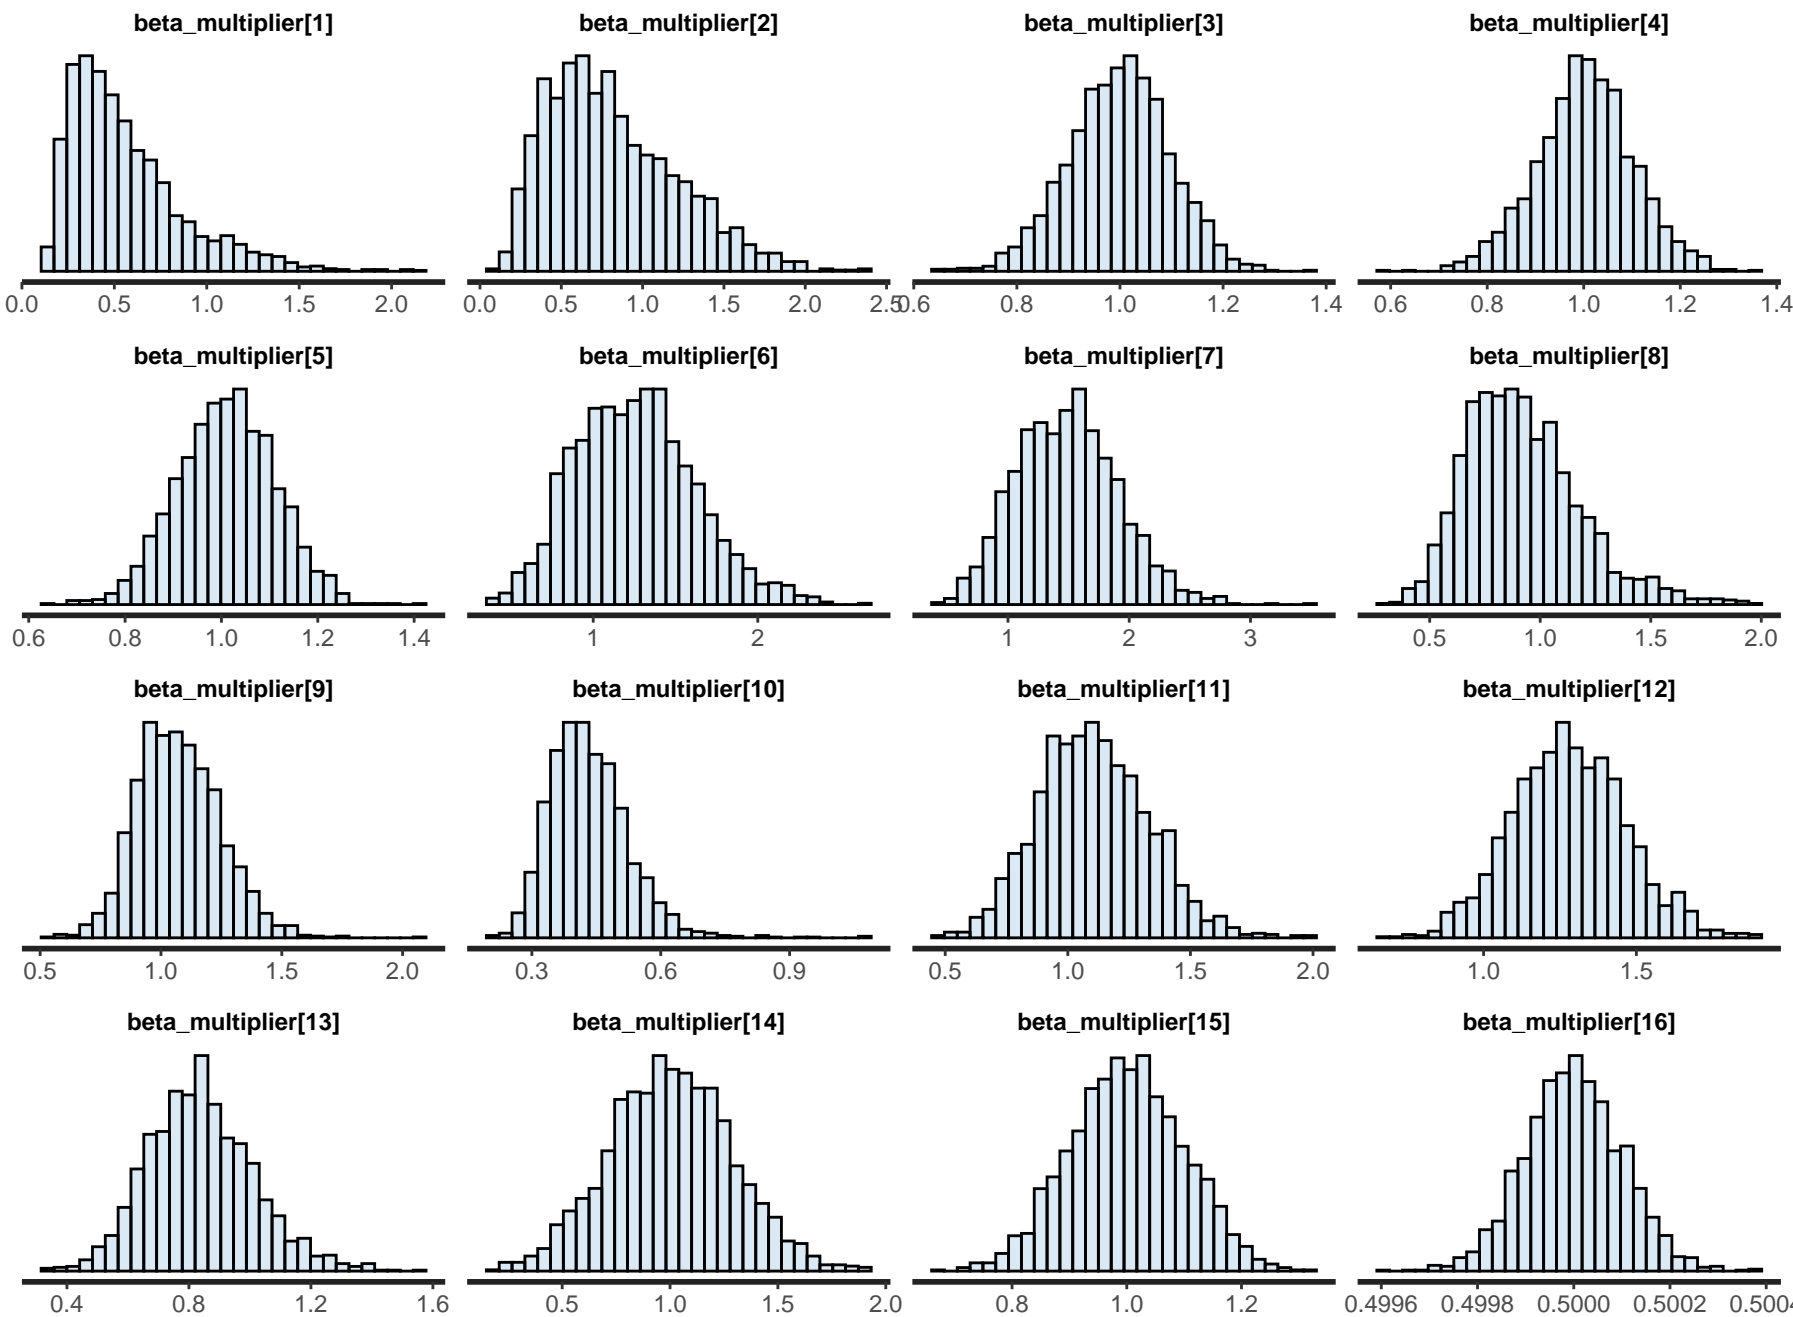 beta_multiplier[1] beta_multiplier[2] beta_multiplier[3] beta_multiplier[4]
0.0 0.5 1.0 1.5 2.0 0.0 0.5 1.0 1.5 2.0 2.5 0.6 0.8 1.0 1.2 1.4 0.6 0.8 1.0 1.2 1.4
beta_multiplier[5] beta_multiplier[6] beta_multiplier[7] beta_multiplier[8]
0.6 0.8 1.0 1.2 1.4 1 2 1 2 3 0.5 1.0 1.5 2.0
beta_multiplier[9] beta_multiplier[10] beta_multiplier[11] beta_multiplier[12]
0.5 1.0 1.5 2.0 0.3 0.6 0.9 0.5 1.0 1.5 2.0 1.0 1.5
beta_multiplier[13] beta_multiplier[14] beta_multiplier[15] beta_multiplier[16]
0.4 0.8 1.2 1.6 0.5 1.0 1.5 2.0 0.8 1.0 1.2 0.4996 0.4998 0.5000 0.5002 0.5004